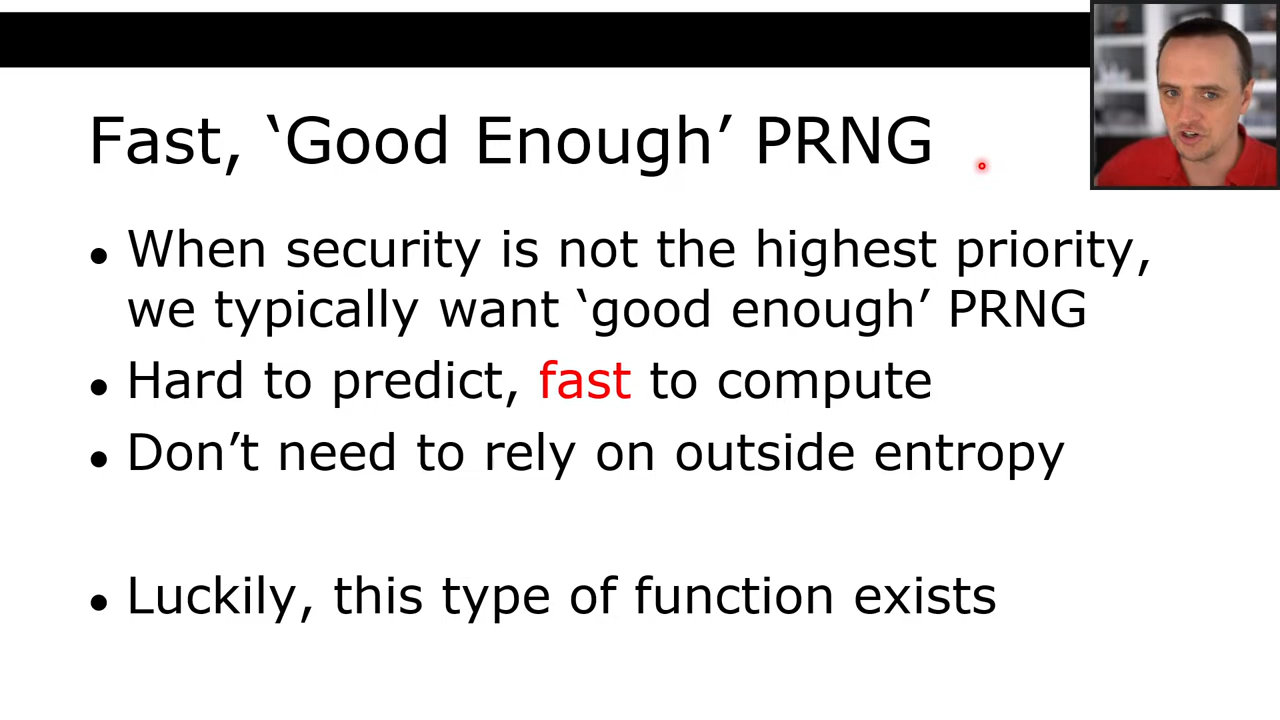 Fast, ‘Good Enough’ PRNG
• When security is not the highest priority,
we typically want ‘good enough’ PRNG
• Hard to predict, fast to compute
• Don’t need to rely on outside entropy
• Luckily, this type of function exists